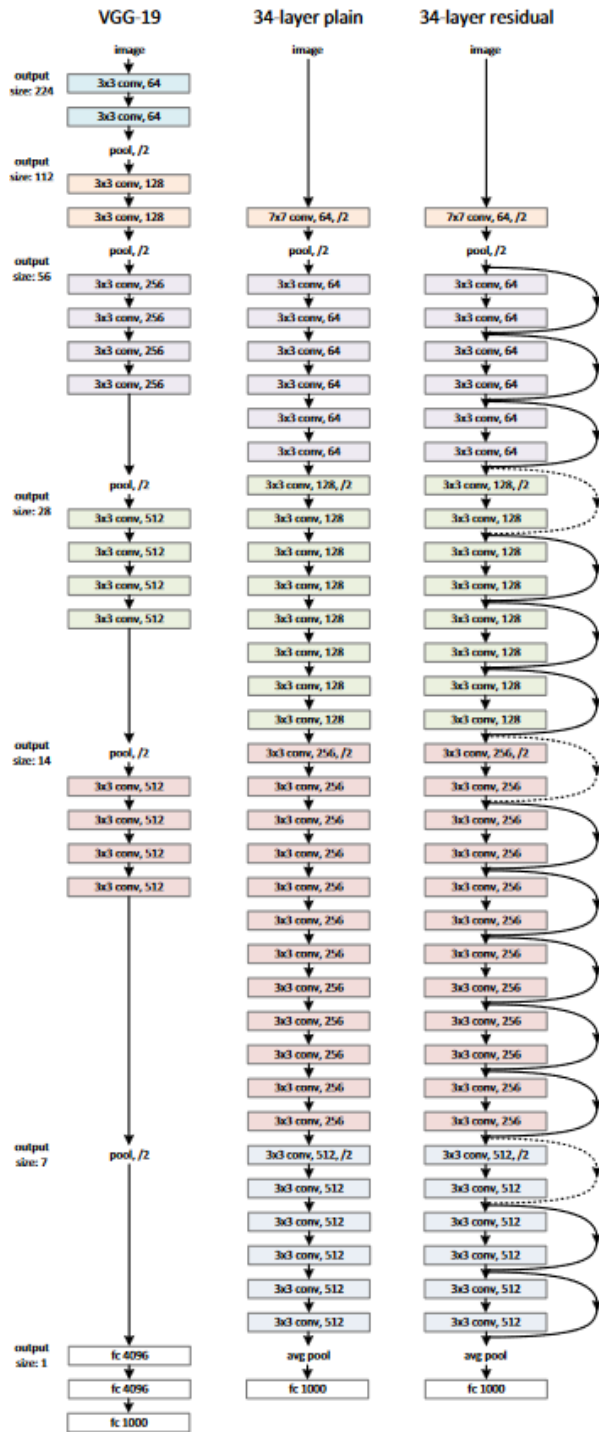 output
size: 224
output
size: 112
output
size: 56
output
size: 28
output
size: 14
output
size: 7
output
size: 1
VGG-19
image
3x3 conv, 64
3x3 conv, 64
pool, /2
3x3 conv, 128
3x3 conv, 128
pool, /2
3x3 conv, 256
3x3 conv, 256
3x3 conv, 256
3x3 conv, 256
pool, /2
3x3 conv, 512
3x3 conv, 512
3x3 conv, 512
3x3 conv, 512
pool, /2
3x3 conv, 512
3x3 conv, 512
3x3 conv, 512
3x3 conv, 512
pool, /2
fc 4096
fc 4096
fc 1000
34-layer plain
image
7x7 conv, 64, /2
pool, /2
3x3 conv, 64
3x3 conv, 64
3x3 conv, 64
3x3 conv, 64
3x3 conv, 64
3x3 conv, 64
3x3 conv, 128, /2
3x3 conv, 128
3x3 conv, 128
3x3 conv, 128
3x3 conv, 128
3x3 conv, 128
3x3 conv, 128
3x3 conv, 128
3x3 conv, 256, /2
3x3 conv, 256
3x3 conv, 256
3x3 conv, 256
3x3 conv, 256
3x3 conv, 256
3x3 conv, 256
3x3 conv, 256
3x3 conv, 256
3x3 conv, 256
3x3 conv, 256
3x3 conv, 256
3x3 conv, 512, /2
3x3 conv, 512
3x3 conv, 512
3x3 conv, 512
3x3 conv, 512
3x3 conv, 512
avg pool
fc 1000
34-layer residual
image
7x7 conv, 64, /2
pool, /2
3x3 conv, 64
3x3 conv, 64
3x3 conv, 64
3x3 conv, 64
3x3 conv, 64
3x3 conv, 64
3x3 conv, 128, /2
3x3 conv, 128
3x3 conv, 128
3x3 conv, 128
3x3 conv, 128
3x3 conv, 128
3x3 conv, 128
3x3 conv, 128
3x3 conv, 256, /2
3x3 conv, 256
3x3 conv, 256
3x3 conv, 256
3x3 conv, 256
3x3 conv, 256
3x3 conv, 256
3x3 conv, 256
3x3 conv, 256
3x3 conv, 256
3x3 conv, 256
3x3 conv, 256
3x3 conv, 512, /2
3x3 conv, 512
3x3 conv, 512
3x3 conv, 512
3x3 conv, 512
3x3 conv, 512
avg pool
fc 1000